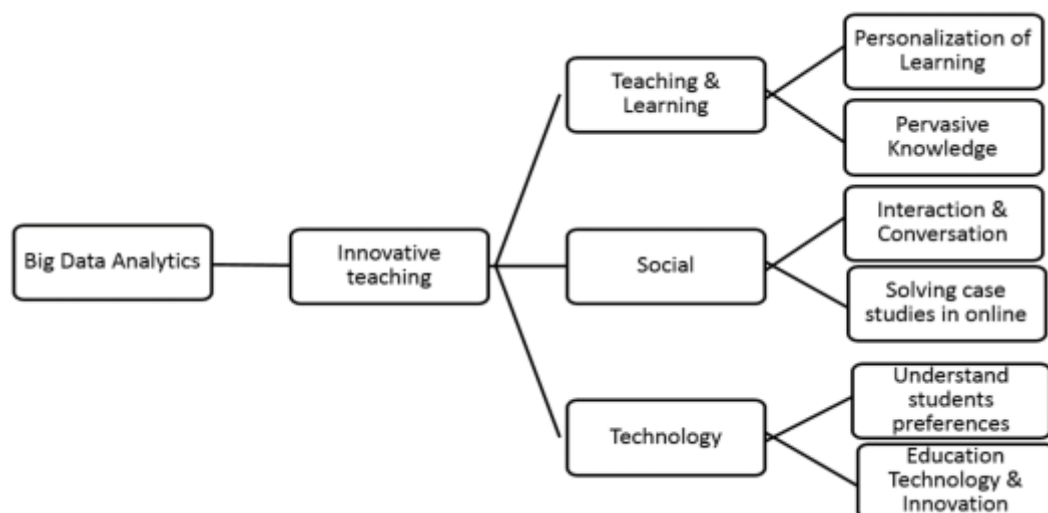 Big Data Analytics
Innovative
teaching
Teaching &
Learning
Personalization of
Learning
Pervasive
Knowledge
Social
Interaction &
Conversation
Solving case
studies in online
Technology
Understand
students
preferences
Education
Technology &
Innovation